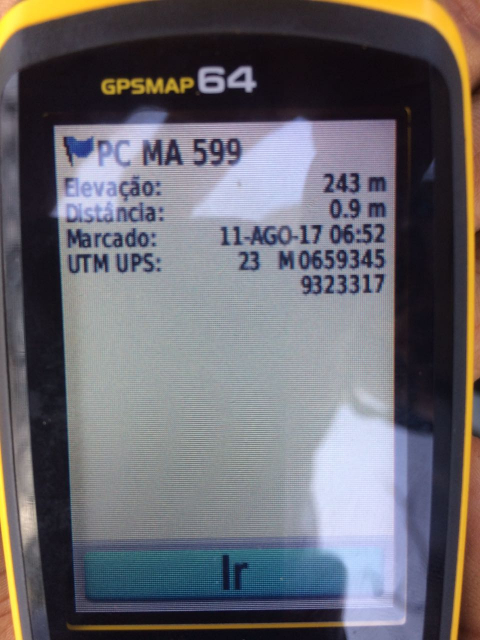 GPSMAP 64
PC MA 599
Elevação: 243 m
Distância: 0.9 m
Marcado: 11-AGO-17 06:52
UTM UPS: 23 M 0659345
9323317
Ir